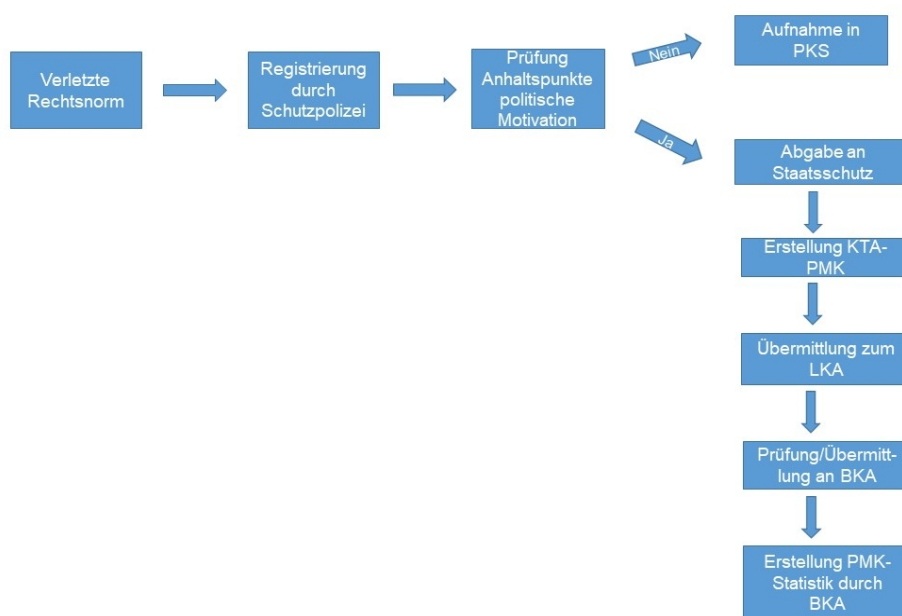 Verletzte
Rechtsnorm
Registrierung
durch
Schutzpolizei
Prüfung
Anhaltspunkte
politische
Motivation
Nein
Aufnahme in
PKS
Ja
Abgabe an
Staatsschutz
Erstellung KTA-
PMK
Übermittlung zum
LKA
Prüfung/Übermitt-
lung an BKA
Erstellung PMK-
Statistik durch
BKA